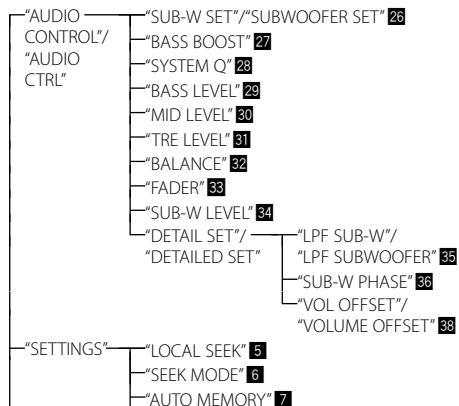 “AUDIO CONTROL”/ “AUDIO CTRL”
“SUB-W SET”/“SUBWOOFER SET” 26
“BASS BOOST” 27
“SYSTEM Q” 28
“BASS LEVEL” 29
“MID LEVEL” 30
“TRE LEVEL” 31
“BALANCE” 32
“FADER” 33
“SUB-W LEVEL” 34
“DETAIL SET”/
“DETAILED SET”
“LPF SUB-W”/
“LPF SUBWOOFER” 35
“SUB-W PHASE” 36
“VOL OFFSET”/
“VOLUME OFFSET” 38
“SETTINGS”
“LOCAL SEEK” 5
“SEEK MODE” 6
“AUTO MEMORY” 7